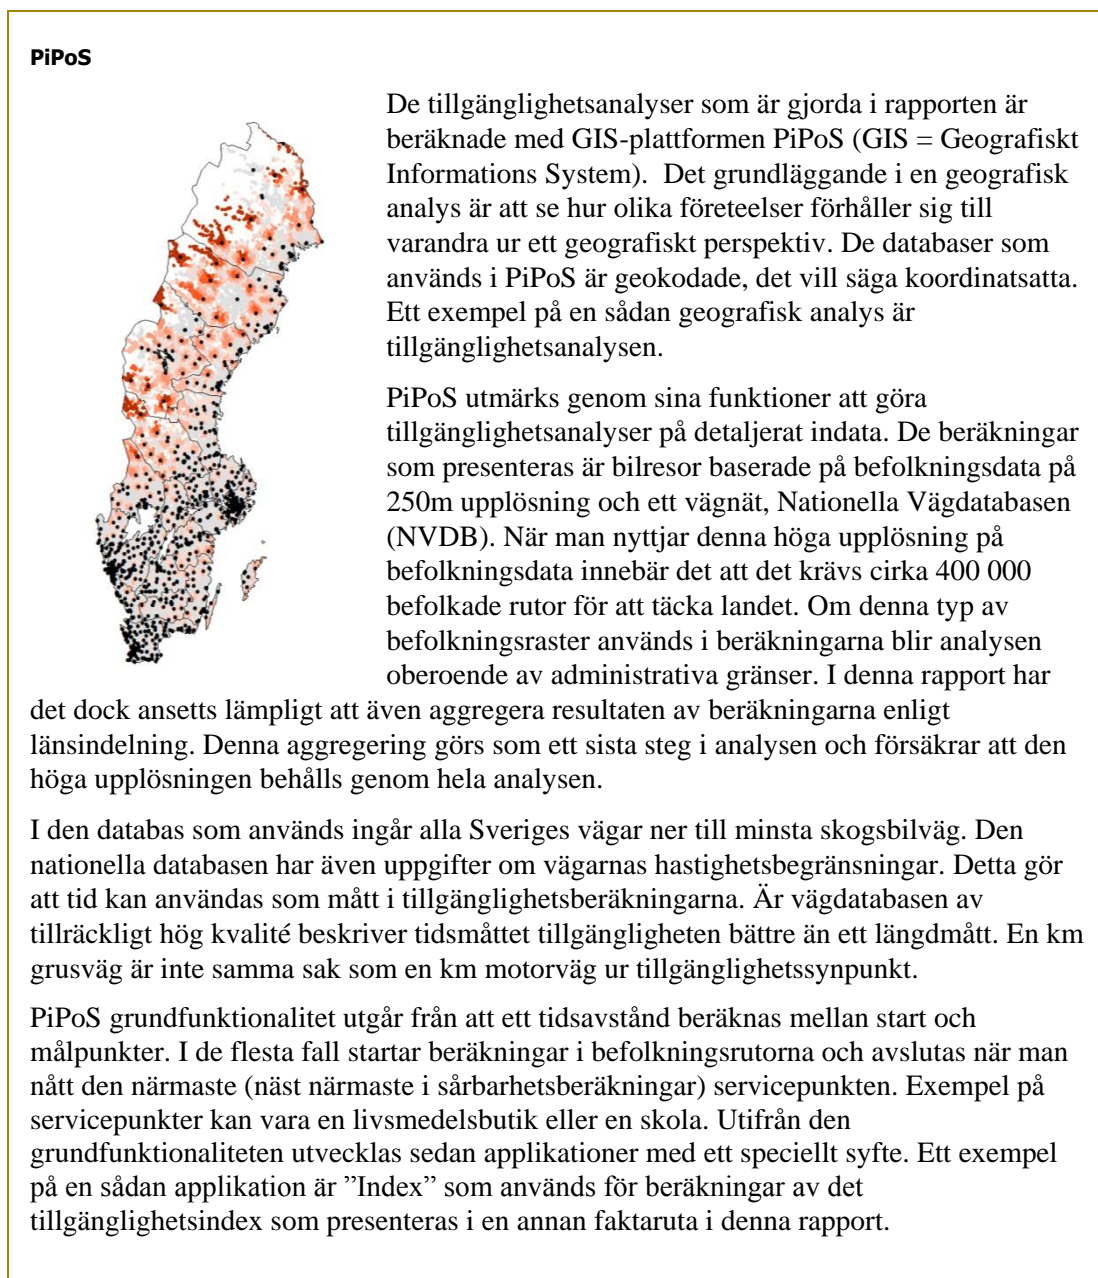 PiPoS
De tillgänglighetsanalyser som är gjorda i rapporten är
beräknade med GIS-plattformen PiPoS (GIS = Geografiskt
Informations System).  Det grundläggande i en geografisk
analys är att se hur olika företeelser förhåller sig till
varandra ur ett geografiskt perspektiv. De databaser som
används i PiPoS är geokodade, det vill säga koordinatsatta.
Ett exempel på en sådan geografisk analys är
tillgänglighetsanalysen.
PiPoS utmärks genom sina funktioner att göra
tillgänglighetsanalyser på detaljerat indata. De beräkningar
som presenteras är bilresor baserade på befolkningsdata på
250m upplösning och ett vägnät, Nationella Vägdatabasen
(NVDB). När man nyttjar denna höga upplösning på
befolkningsdata innebär det att det krävs cirka 400 000
befolkade rutor för att täcka landet. Om denna typ av
befolkningsraster används i beräkningarna blir analysen
oberoende av administrativa gränser. I denna rapport har
det dock ansetts lämpligt att även aggregera resultaten av beräkningarna enligt
länsindelning. Denna aggregering görs som ett sista steg i analysen och försäkrar att den
höga upplösningen behålls genom hela analysen.
I den databas som används ingår alla Sveriges vägar ner till minsta skogsbilväg. Den
nationella databasen har även uppgifter om vägarnas hastighetsbegränsningar. Detta gör
att tid kan användas som mått i tillgänglighetsberäkningarna. Är vägdatabasen av
tillräckligt hög kvalité beskriver tidsmåttet tillgängligheten bättre än ett längdmått. En km
grusväg är inte samma sak som en km motorväg ur tillgänglighetssynpunkt.
PiPoS grundfunktionalitet utgår från att ett tidsavstånd beräknas mellan start och
målpunkter. I de flesta fall startar beräkningar i befolkningsrutorna och avslutas när man
nått den närmaste (näst närmaste i sårbarhetsberäkningar) servicepunkten. Exempel på
servicepunkter kan vara en livsmedelsbutik eller en skola. Utifrån den
grundfunktionaliteten utvecklas sedan applikationer med ett speciellt syfte. Ett exempel
på en sådan applikation är ”Index” som används för beräkningar av det
tillgänglighetsindex som presenteras i en annan faktaruta i denna rapport.